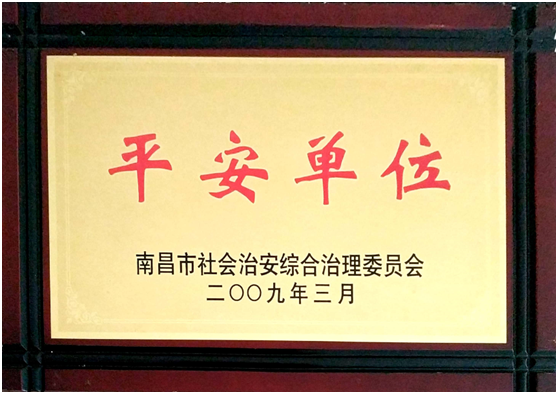 平安单位
南昌市社会治安综合治理委员会
二〇〇九年三月